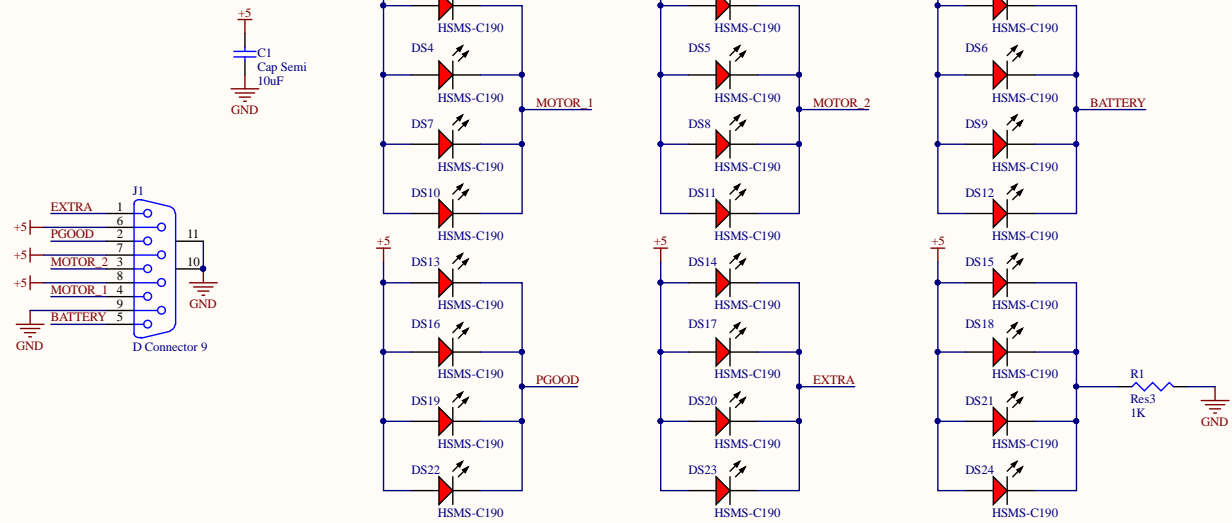 +5
C1
Cap Semi
10uF
GND
HSMS-C190
HSMS-C190
HSMS-C190
DS4
DS5
DS6
HSMS-C190
HSMS-C190
HSMS-C190
MOTOR_1
MOTOR_2
BATTERY
DS7
DS8
DS9
HSMS-C190
HSMS-C190
HSMS-C190
DS10
DS11
DS12
HSMS-C190
HSMS-C190
HSMS-C190
J1
EXTRA 1
+5 6
PGOOD 2
+5 7
MOTOR_2 3
+5 8
MOTOR_1 4
9
BATTERY 5
GND
11
10
GND
D Connector 9
+5
+5
+5
DS13
DS14
DS15
HSMS-C190
HSMS-C190
HSMS-C190
DS16
DS17
DS18
HSMS-C190
HSMS-C190
HSMS-C190
PGOOD
EXTRA
R1
Res3
1K
GND
DS19
DS20
DS21
HSMS-C190
HSMS-C190
HSMS-C190
DS22
DS23
DS24
HSMS-C190
HSMS-C190
HSMS-C190